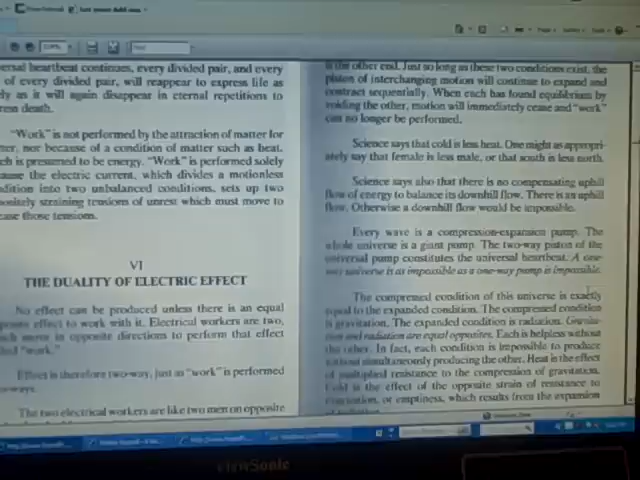 ersal heartbeat continues, every divided pair, and every
of every divided pair, will reappear to express life as
ly as it will again disappear in eternal repetitions to
ress death.
"Work" is not performed by the attraction of matter for
ter, nor because of a condition of matter such as heat,
ch is presumed to be energy. "Work" is performed solely
ause the electric current, which divides a motionless
dition into two unbalanced conditions, sets up two
ositely straining tensions of unrest which must move to
ease those tensions.
VI
THE DUALITY OF ELECTRIC EFFECT
No effect can be produced unless there is an equal
posite effect to work with it. Electrical workers are two,
ch move in opposite directions to perform that effect
led "work."
Effect is therefore two-way, just as "work" is performed
o-ways.
The two electrical workers are like two men on opposite
is the other end. Just so long as these two conditions exist, the
piston of interchanging motion will continue to expand and
contract sequentially. When each has found equilibrium by
voiding the other, motion will immediately cease and "work"
can no longer be performed.
Science says that cold is less heat. One might as appropri-
ately say that female is less male, or that south is less north.
Science says also that there is no compensating uphill
flow of energy to balance its downhill flow. There is an uphill
flow. Otherwise a downhill flow would be impossible.
Every wave is a compression-expansion pump. The
whole universe is a giant pump. The two-way piston of the
universal pump constitutes the universal heartbeat. A one-
way universe is as impossible as a one-way pump is impossible.
The compressed condition of this universe is exactly
equal to the expanded condition. The compressed condition
is gravitation. The expanded condition is radiation. Gravita-
tion and radiation are equal opposites. Each is helpless without
the other. In fact, each condition is impossible to produce
without simultaneously producing the other. Heat is the effect
of multiplied resistance to the compression of gravitation.
Cold is the effect of the opposite strain of resistance to
evacuation, or emptiness, which results from the expansion
of radiation.
ViewSonic